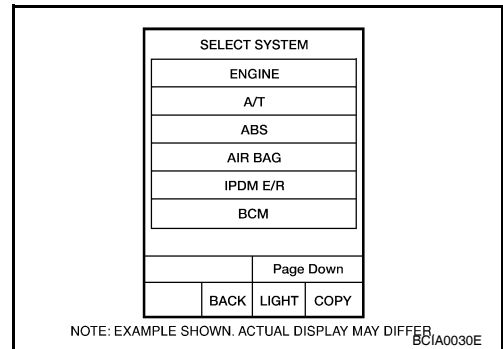 SELECT SYSTEM
ENGINE
A/T
ABS
AIR BAG
IPDM E/R
BCM
Page Down
BACK LIGHT COPY
NOTE: EXAMPLE SHOWN. ACTUAL DISPLAY MAY DIFFER.
BCIA0030E